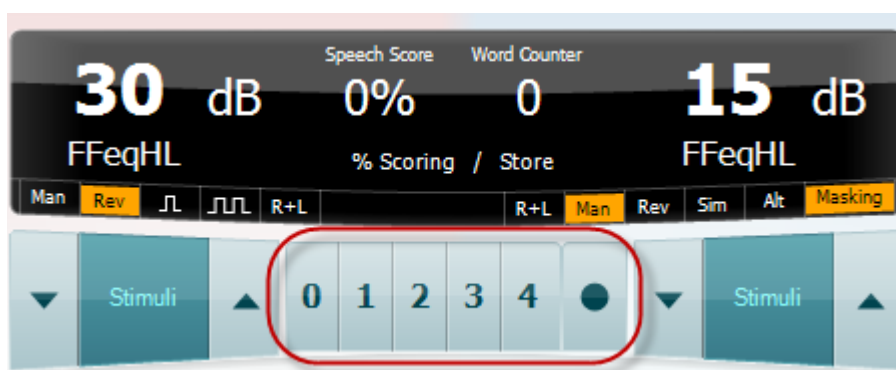 Speech Score Word Counter
30 dB 0% 0 15 dB
FFeqHL % Scoring / Store FFeqHL
Man Rev R+L R+L Man Rev Sim Alt Masking
Stimuli 0 1 2 3 4 Stimuli